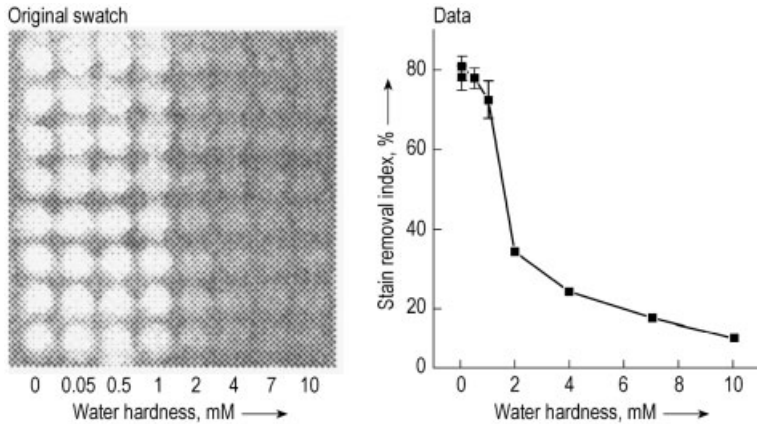 Original swatch
0 0.05 0.5 1 2 4 7 10
Water hardness, mM
Data
Stain removal index, %
80
60
40
20
0
0 2 4 6 8 10
Water hardness, mM